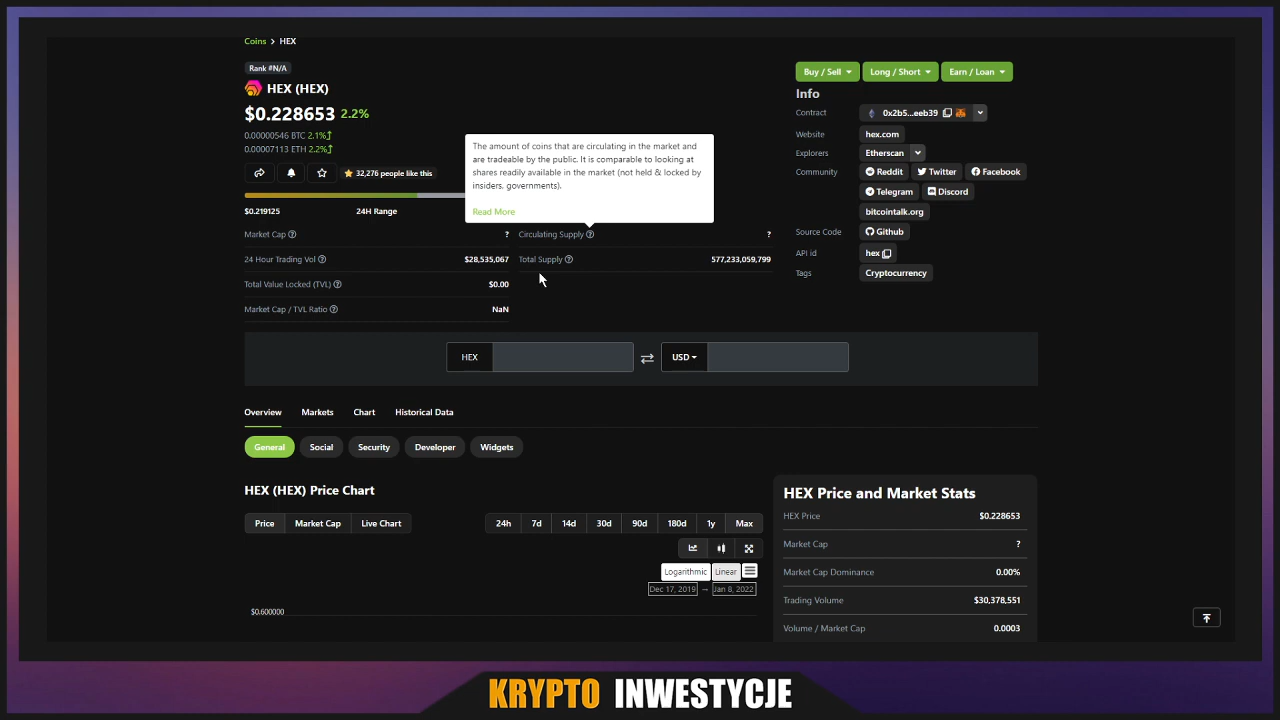 Coins > HEX
Rank #N/A
HEX (HEX)
$0.228653 2.2%
0.00000546 BTC 2.1%
0.00007113 ETH 2.2%
32,276 people like this
$0.219125 24H Range
The amount of coins that are circulating in the market and
are tradeable by the public. It is comparable to looking at
shares readily available in the market (not held & locked by
insiders, governments).
Read More
Market Cap ? ?
24 Hour Trading Vol ? $28,535,067
Total Value Locked (TVL) ? $0.00
Market Cap / TVL Ratio ? NaN
Circulating Supply ? ?
Total Supply ? 577,233,059,799
Buy / Sell Long / Short Earn / Loan
Info
Contract 0x2b5...eeb39
Website hex.com
Explorers Etherscan
Community Reddit Twitter Facebook
Telegram Discord
bitcointalk.org
Source Code Github
API id hex
Tags Cryptocurrency
HEX USD
Overview Markets Chart Historical Data
General Social Security Developer Widgets
HEX (HEX) Price Chart
Price Market Cap Live Chart
24h 7d 14d 30d 90d 180d 1y Max
Logarithmic Linear
Dec 17, 2019 → Jan 8, 2022
$0.600000
HEX Price and Market Stats
HEX Price $0.228653
Market Cap ?
Market Cap Dominance 0.00%
Trading Volume $30,378,551
Volume / Market Cap 0.0003
KRYPTO INWESTYCJE